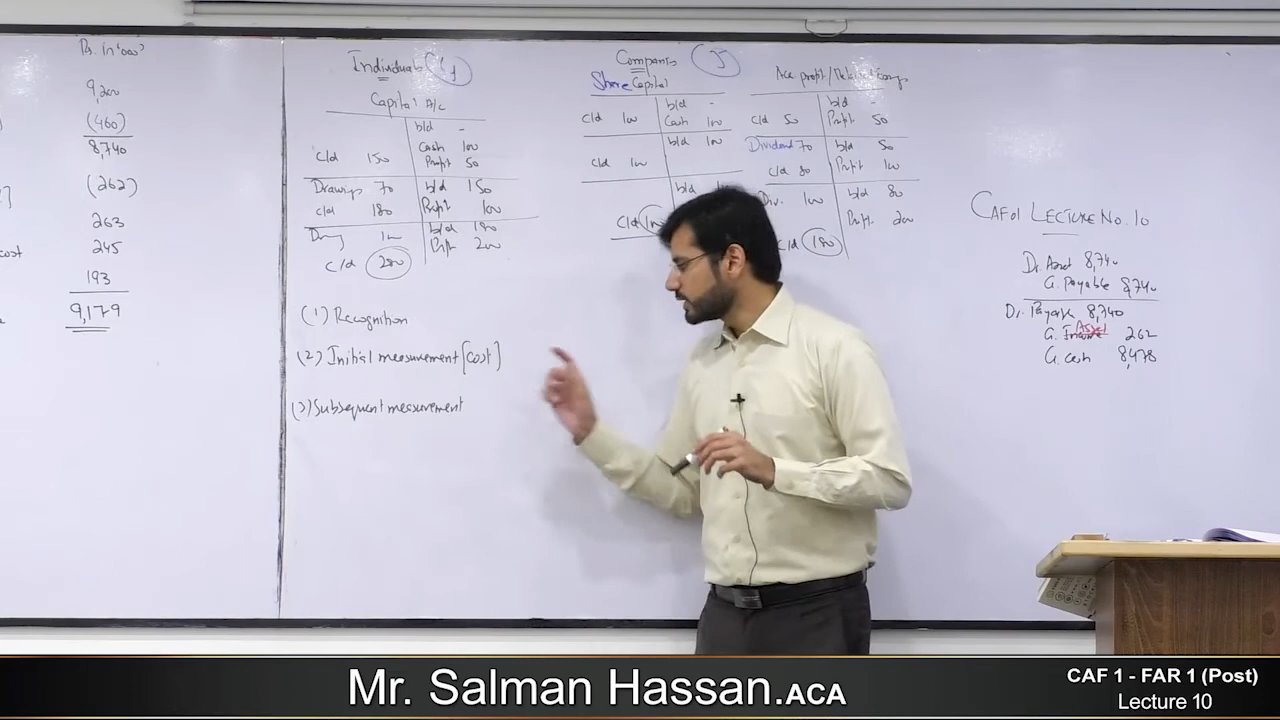 Rs. in '000'
9,200
(460)
8,740
(262)
263
cost 245
193
9,179
Individuals
Capital A/c
b/d -
Cash 100
c/d 150 Profit 50
Drawings 70 b/d 150
c/d 180 Profit 100
100 b/d 180
Profit 200
c/d 280
(1) Recognition
(2) Initial measurement [cost]
(3) Subsequent measurement
Companies
Share Capital
b/d -
c/d 100 Cash 100
b/d 100
c/d 100
b/d
c/d
Acc profit/Retained Earnings
b/d -
c/d 50 Profit 50
Dividend 70 b/d 50
c/d 80 Profit 100
Div. 100 b/d 80
Profit 200
c/d 180
CAF01 LECTURE No. 10
Dr. Asset 8,740
Cr. Payable 8,740
Dr. Payable 8,740
Cr. Income Asset 262
Cr. Cash 8,478
Mr. Salman Hassan.ACA
CAF 1 - FAR 1 (Post)
Lecture 10